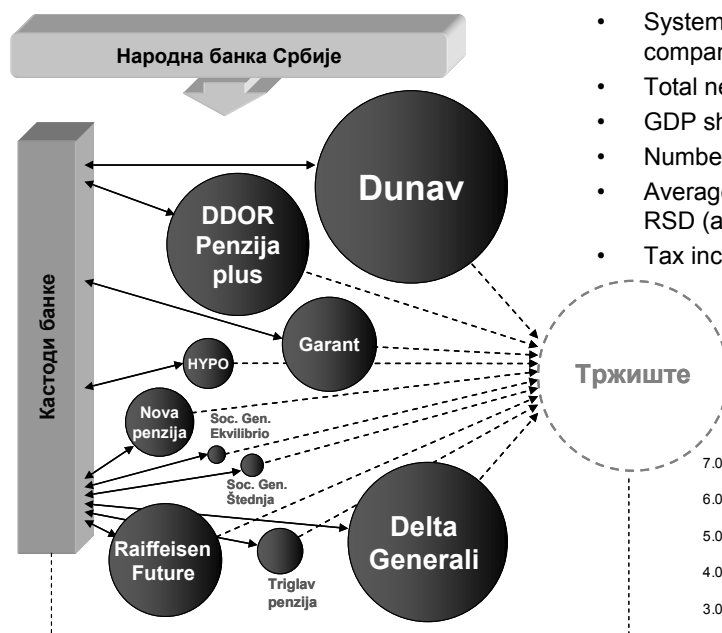 Народна банка Србије
Кастоди банке
Dunav
DDOR
Penzija
plus
Garant
HYPO
Nova
penzija
Soc. Gen.
Ekvilibrio
Soc. Gen.
Štednja
Raiffeisen
Future
Triglav
penzija
Delta
Generali
Тржиште
• System
• Total ne
• GDP sh
• Numbe
• Average
RSD (a
• Tax inc
7.0
6.0
5.0
4.0
3.0